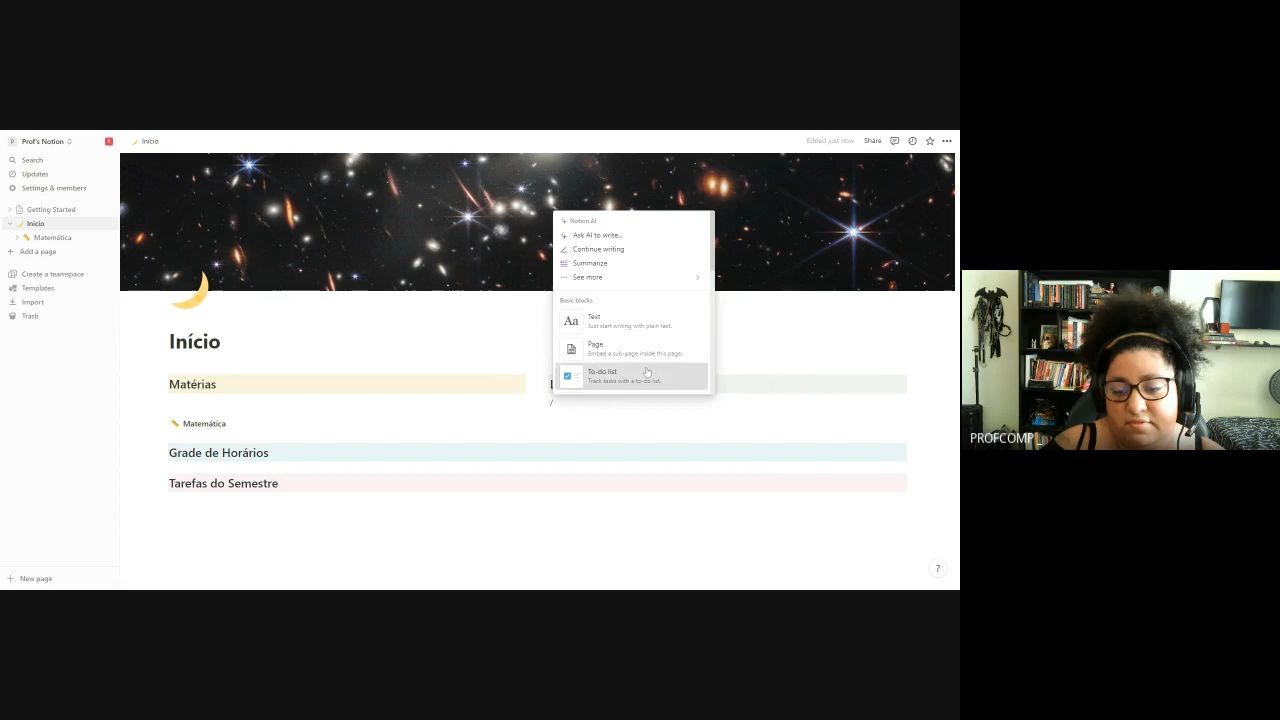 P Prof's Notion
Search
Updates
Settings & members
Getting Started
Início
Matemática
Add a page
Create a teamspace
Templates
Import
Trash
New page
Início
Edited just now
Share
Notion AI
Ask AI to write...
Continue writing
Summarize
See more
Basic blocks
Aa
Text
Just start writing with plain text.
Page
Embed a sub-page inside this page.
To-do list
Track tasks with a to-do list.
/
Início
Matérias
Matemática
Grade de Horários
Tarefas do Semestre
?
PROFCOMP_